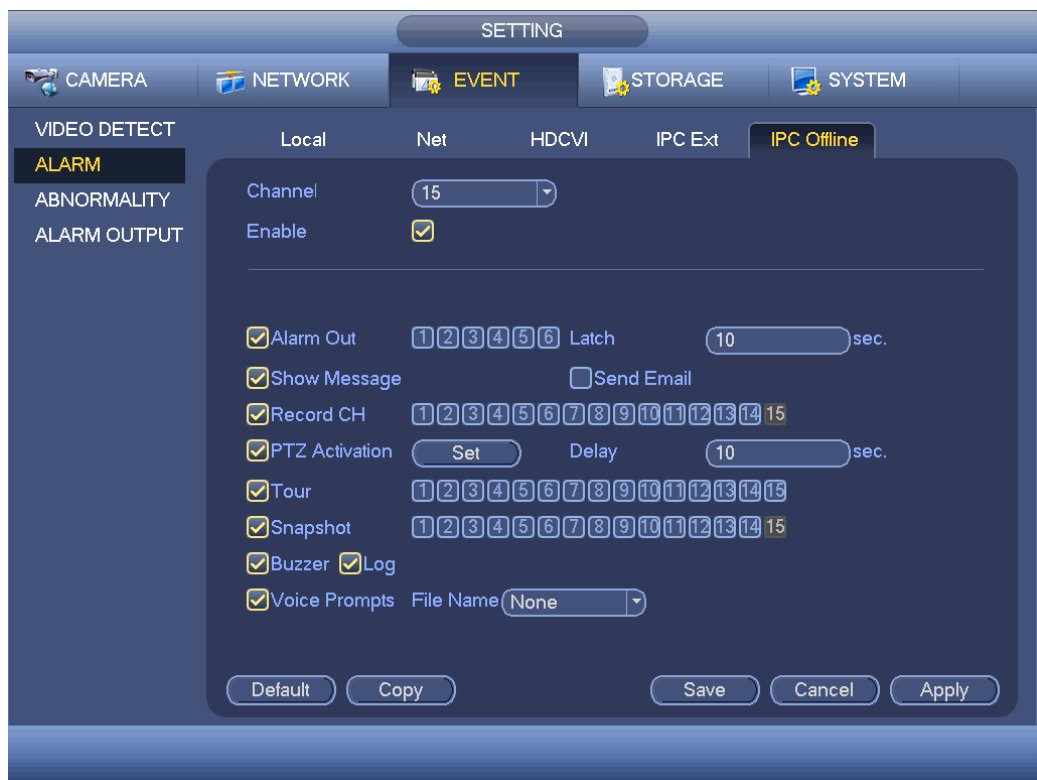 SETTING
CAMERA NETWORK EVENT STORAGE SYSTEM
VIDEO DETECT
ALARM
ABNORMALITY
ALARM OUTPUT
Local Net HDCVI IPC Ext IPC Offline
Channel 15
Enable
Alarm Out 1 2 3 4 5 6 Latch 10 sec.
Show Message Send Email
Record CH 1 2 3 4 5 6 7 8 9 10 11 12 13 14 15
PTZ Activation Set Delay 10 sec.
Tour 1 2 3 4 5 6 7 8 9 10 11 12 13 14 15
Snapshot 1 2 3 4 5 6 7 8 9 10 11 12 13 14 15
Buzzer Log
Voice Prompts File Name None
Default Copy Save Cancel Apply